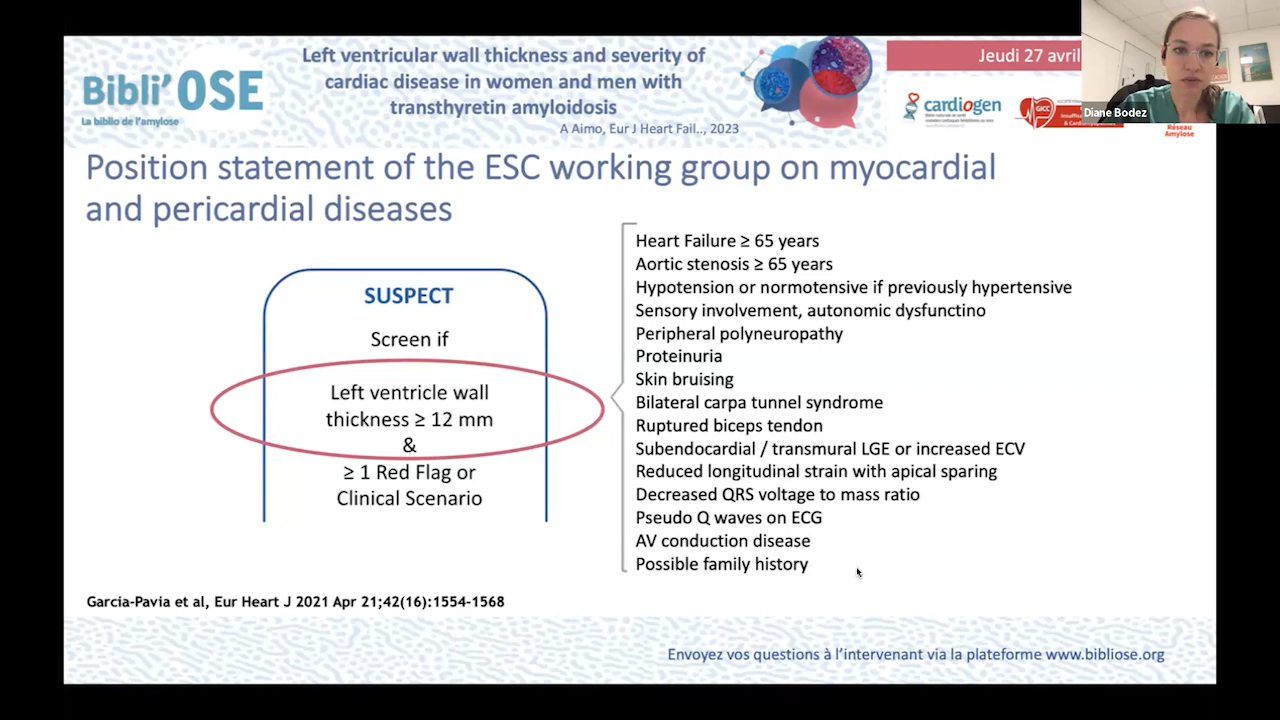 Bibli'OSE
La biblio de l'amylose
Left ventricular wall thickness and severity of
cardiac disease in women and men with
transthyretin amyloidosis
A Aimo, Eur J Heart Fail.., 2023
Jeudi 27 avril
cardiogen
GICC
Diane Bodez
Réseau
Amylose
Position statement of the ESC working group on myocardial
and pericardial diseases
SUSPECT
Screen if
Left ventricle wall
thickness ≥ 12 mm
&
≥ 1 Red Flag or
Clinical Scenario
Heart Failure ≥ 65 years
Aortic stenosis ≥ 65 years
Hypotension or normotensive if previously hypertensive
Sensory involvement, autonomic dysfunctino
Peripheral polyneuropathy
Proteinuria
Skin bruising
Bilateral carpa tunnel syndrome
Ruptured biceps tendon
Subendocardial / transmural LGE or increased ECV
Reduced longitudinal strain with apical sparing
Decreased QRS voltage to mass ratio
Pseudo Q waves on ECG
AV conduction disease
Possible family history
Garcia-Pavia et al, Eur Heart J 2021 Apr 21;42(16):1554-1568
Envoyez vos questions à l'intervenant via la plateforme www.bibliose.org